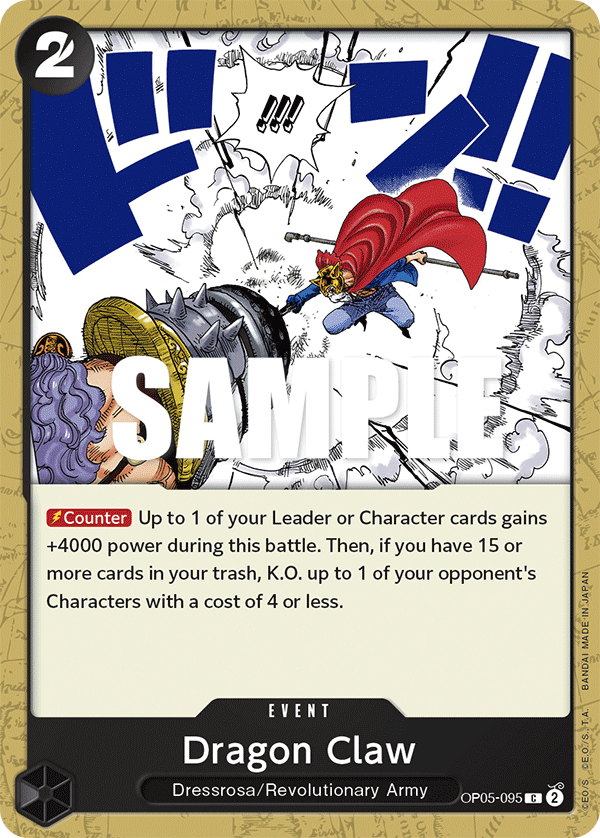 2
ドン!!
!!!
SAMPLE
Counter Up to 1 of your Leader or Character cards gains
+4000 power during this battle. Then, if you have 15 or
more cards in your trash, K.O. up to 1 of your opponent's
Characters with a cost of 4 or less.
EVENT
Dragon Claw
Dressrosa/Revolutionary Army
OP05-095 C 2
©E.O/S. ©E.O./S.,T.A. BANDAI MADE IN JAPAN